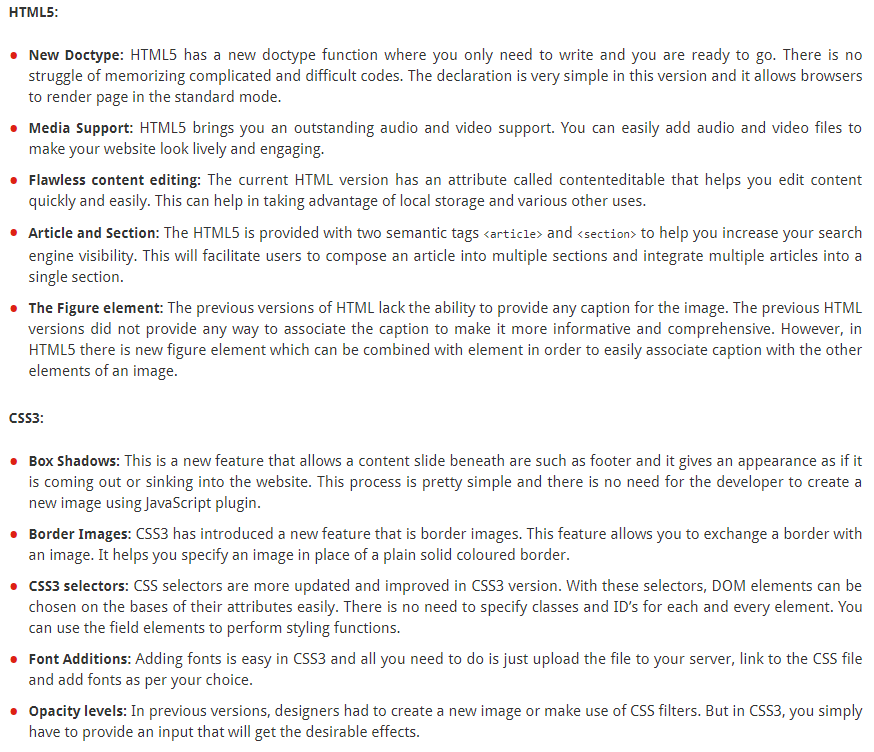 HTML5:
• New Doctype: HTML5 has a new doctype function where you only need to write and you are ready to go. There is no
struggle of memorizing complicated and difficult codes. The declaration is very simple in this version and it allows browsers
to render page in the standard mode.
• Media Support: HTML5 brings you an outstanding audio and video support. You can easily add audio and video files to
make your website look lively and engaging.
• Flawless content editing: The current HTML version has an attribute called contenteditable that helps you edit content
quickly and easily. This can help in taking advantage of local storage and various other uses.
• Article and Section: The HTML5 is provided with two semantic tags <article> and <section> to help you increase your search
engine visibility. This will facilitate users to compose an article into multiple sections and integrate multiple articles into a
single section.
• The Figure element: The previous versions of HTML lack the ability to provide any caption for the image. The previous HTML
versions did not provide any way to associate the caption to make it more informative and comprehensive. However, in
HTML5 there is new figure element which can be combined with element in order to easily associate caption with the other
elements of an image.
CSS3:
• Box Shadows: This is a new feature that allows a content slide beneath are such as footer and it gives an appearance as if it
is coming out or sinking into the website. This process is pretty simple and there is no need for the developer to create a
new image using JavaScript plugin.
• Border Images: CSS3 has introduced a new feature that is border images. This feature allows you to exchange a border with
an image. It helps you specify an image in place of a plain solid coloured border.
• CSS3 selectors: CSS selectors are more updated and improved in CSS3 version. With these selectors, DOM elements can be
chosen on the bases of their attributes easily. There is no need to specify classes and ID’s for each and every element. You
can use the field elements to perform styling functions.
• Font Additions: Adding fonts is easy in CSS3 and all you need to do is just upload the file to your server, link to the CSS file
and add fonts as per your choice.
• Opacity levels: In previous versions, designers had to create a new image or make use of CSS filters. But in CSS3, you simply
have to provide an input that will get the desirable effects.